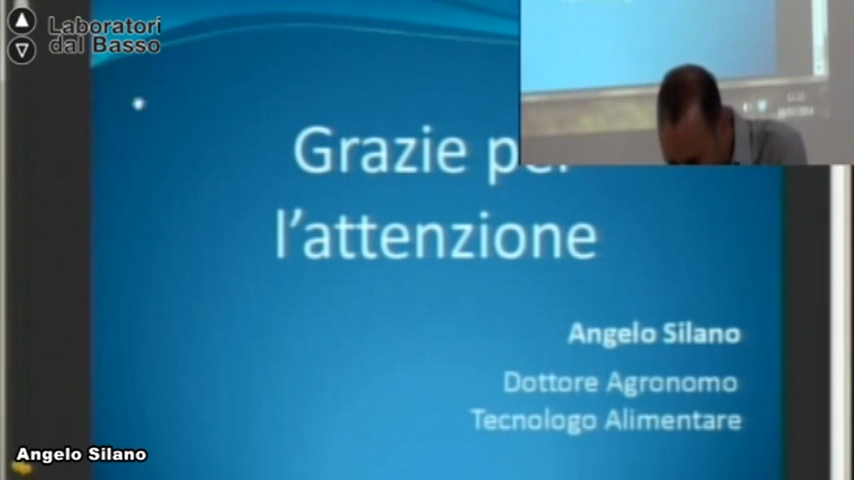 Laboratori
dal Basso
Grazie per
l'attenzione
Angelo Silano
Dottore Agronomo
Tecnologo Alimentare
Angelo Silano